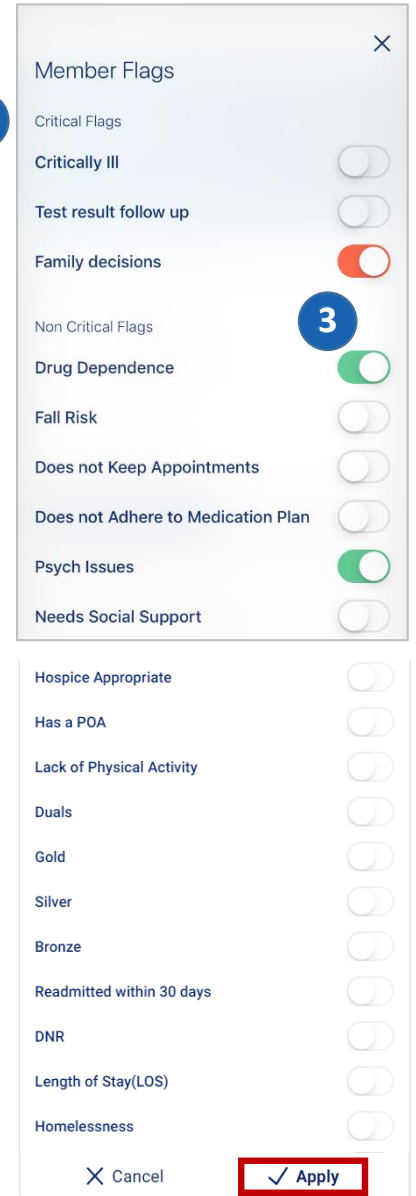 Member Flags
Critical Flags
Critically Ill
Test result follow up
Family decisions
3
Non Critical Flags
Drug Dependence
Fall Risk
Does not Keep Appointments
Does not Adhere to Medication Plan
Psych Issues
Needs Social Support
Hospice Appropriate
Has a POA
Lack of Physical Activity
Duals
Gold
Silver
Bronze
Readmitted within 30 days
DNR
Length of Stay(LOS)
Homelessness
Cancel
Apply